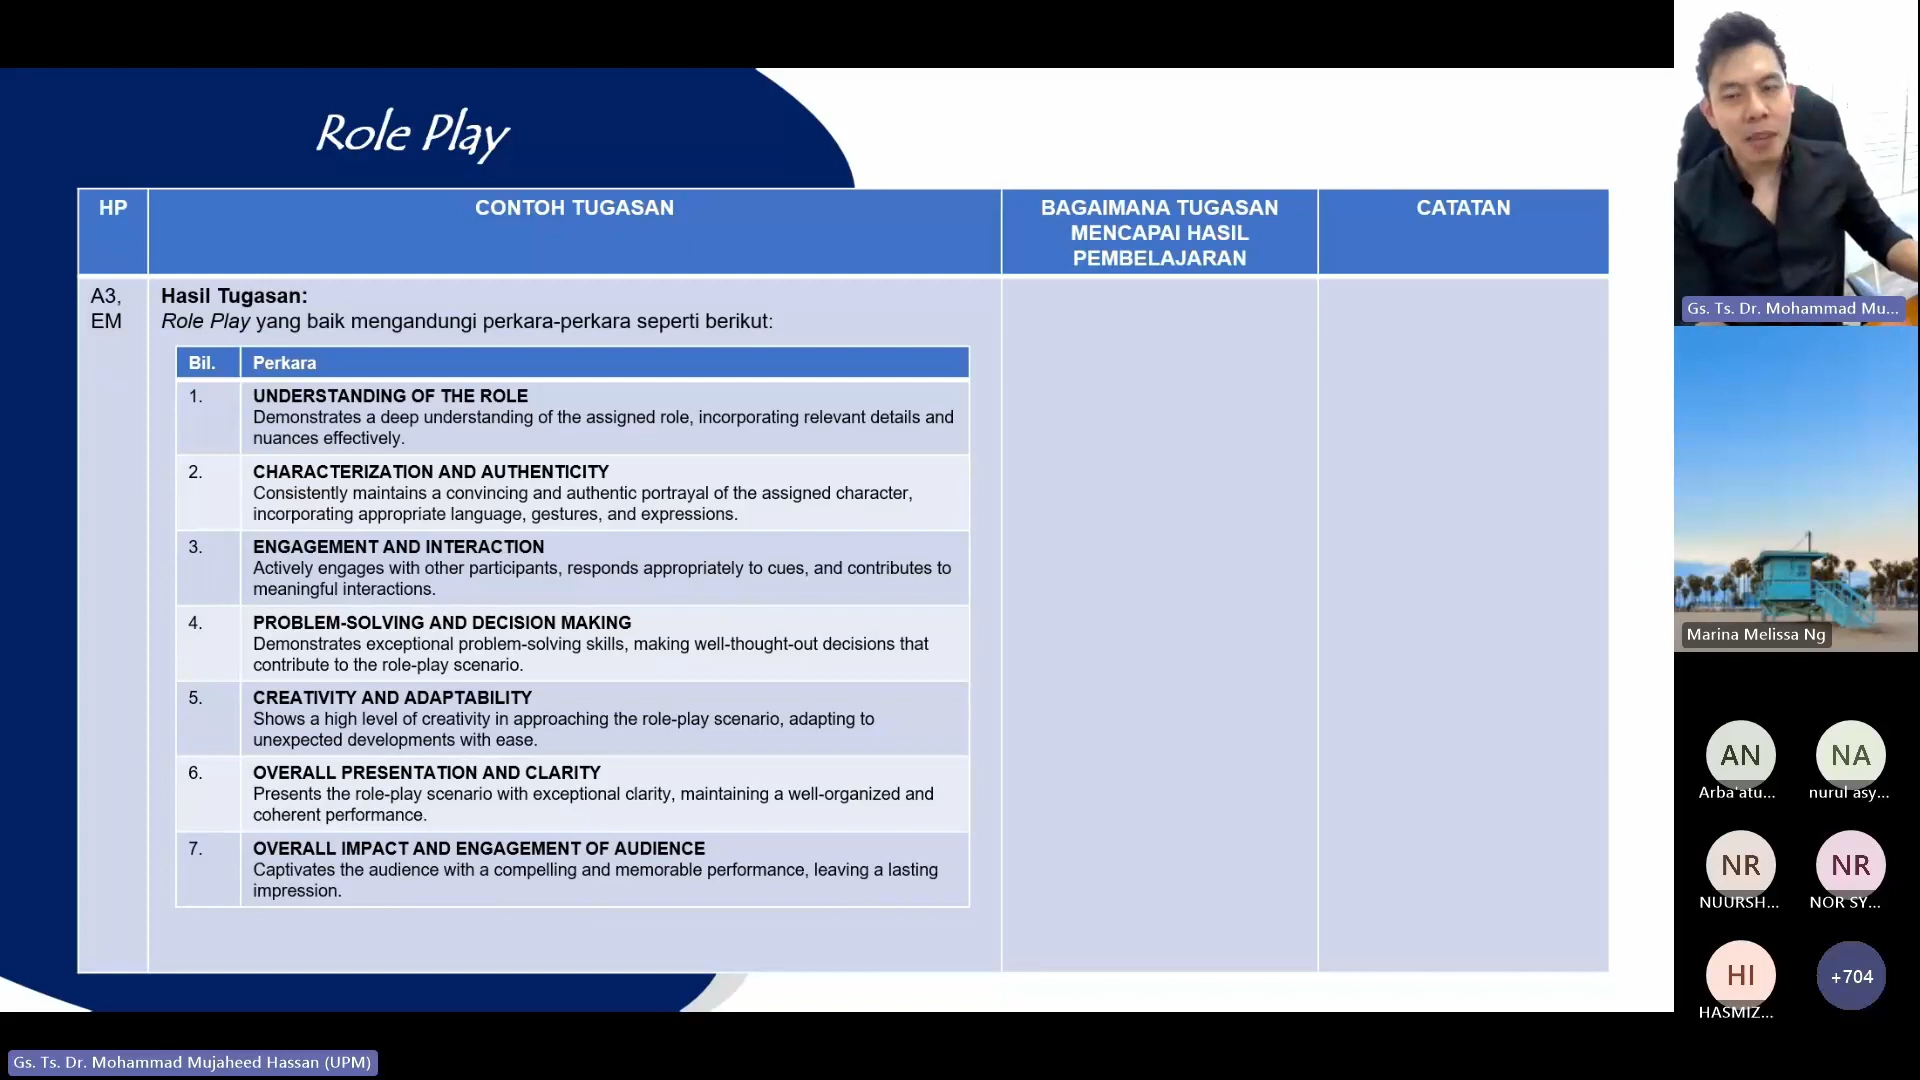 Role Play
HP
CONTOH TUGASAN
BAGAIMANA TUGASAN
MENCAPAI HASIL
PEMBELAJARAN
CATATAN
A3,
EM
Hasil Tugasan:
Role Play yang baik mengandungi perkara-perkara seperti berikut:
Bil.
Perkara
1.
UNDERSTANDING OF THE ROLE
Demonstrates a deep understanding of the assigned role, incorporating relevant details and
nuances effectively.
2.
CHARACTERIZATION AND AUTHENTICITY
Consistently maintains a convincing and authentic portrayal of the assigned character,
incorporating appropriate language, gestures, and expressions.
3.
ENGAGEMENT AND INTERACTION
Actively engages with other participants, responds appropriately to cues, and contributes to
meaningful interactions.
4.
PROBLEM-SOLVING AND DECISION MAKING
Demonstrates exceptional problem-solving skills, making well-thought-out decisions that
contribute to the role-play scenario.
5.
CREATIVITY AND ADAPTABILITY
Shows a high level of creativity in approaching the role-play scenario, adapting to
unexpected developments with ease.
6.
OVERALL PRESENTATION AND CLARITY
Presents the role-play scenario with exceptional clarity, maintaining a well-organized and
coherent performance.
7.
OVERALL IMPACT AND ENGAGEMENT OF AUDIENCE
Captivates the audience with a compelling and memorable performance, leaving a lasting
impression.
Gs. Ts. Dr. Mohammad Mu...
Marina Melissa Ng
AN
Arba'atu...
NA
nurul asy...
NR
NUURSH...
NR
NOR SY...
HI
HASMIZ...
+704
Gs. Ts. Dr. Mohammad Mujaheed Hassan (UPM)